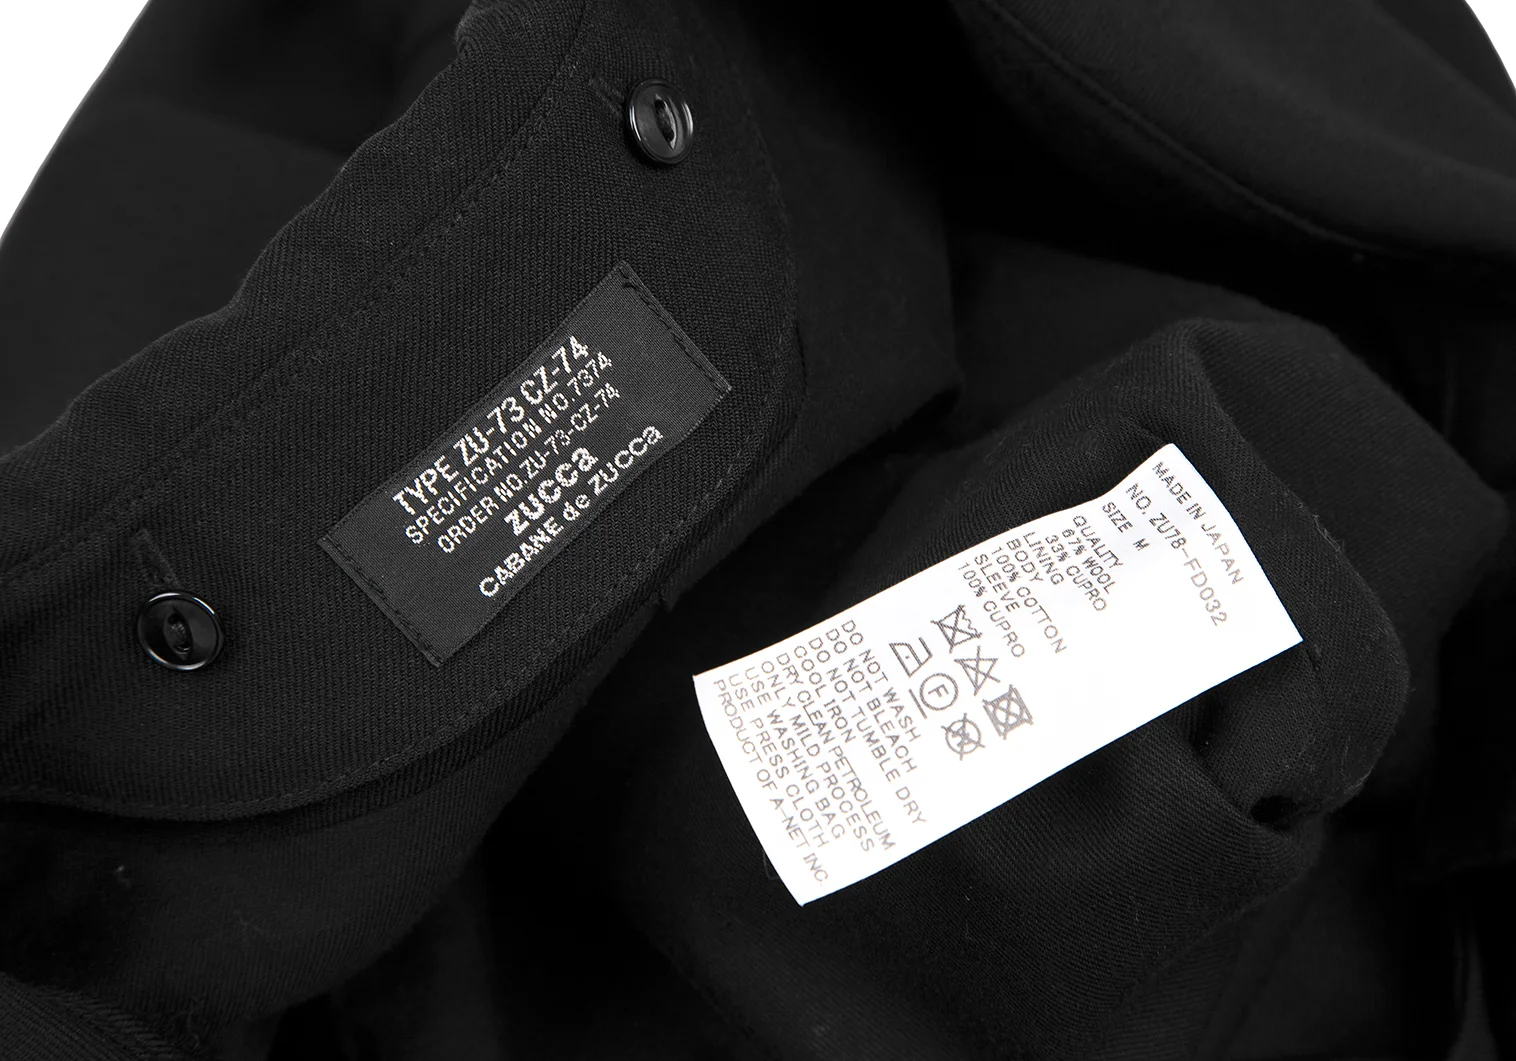 TYPE ZU-73 CZ-74
SPECIFICATION NO.7374
ORDER NO.ZU-73-CZ-74
zucca
CABANE de ZUCCa
MADE IN JAPAN
NO. ZU78-FD032
SIZE M
QUALITY
67% WOOL
33% CUPRO
LINING
BODY
100% COTTON
SLEEVE
100% CUPRO
F
DO NOT WASH
DO NOT BLEACH
DO NOT TUMBLE DRY
COOL IRON
DRY CLEAN PETROLEUM
ONLY MILD PROCESS
USE WASHING BAG
USE PRESS CLOTH
PRODUCT OF A-NET INC.